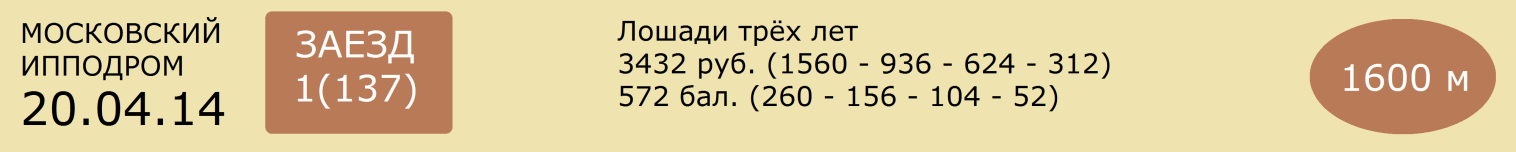 МОСКОВСКИЙ
ИППОДРОМ
20.04.14
ЗАЕЗД
1(137)
Лошади трёх лет
3432 руб. (1560 - 936 - 624 - 312)
572 бал. (260 - 156 - 104 - 52)
1600 м